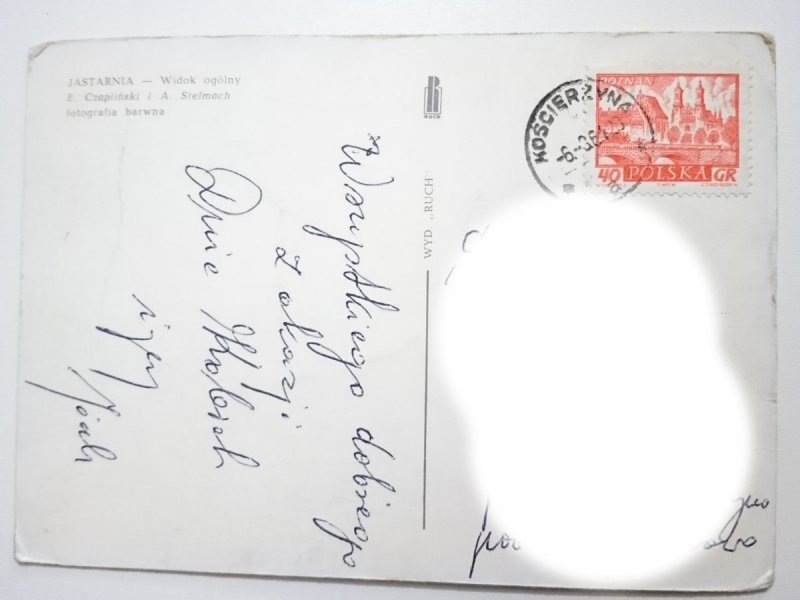 JASTARNIA — Widok ogólny
E. Czapliński i A. Stelmach
fotografia barwna
RUCH
WYD „RUCH"
KOŚCIERZYNA
POZNAŃ
40 POLSKA GR
Wszystkiego dobrego
z okazji
Dnia Kobiet
życzy